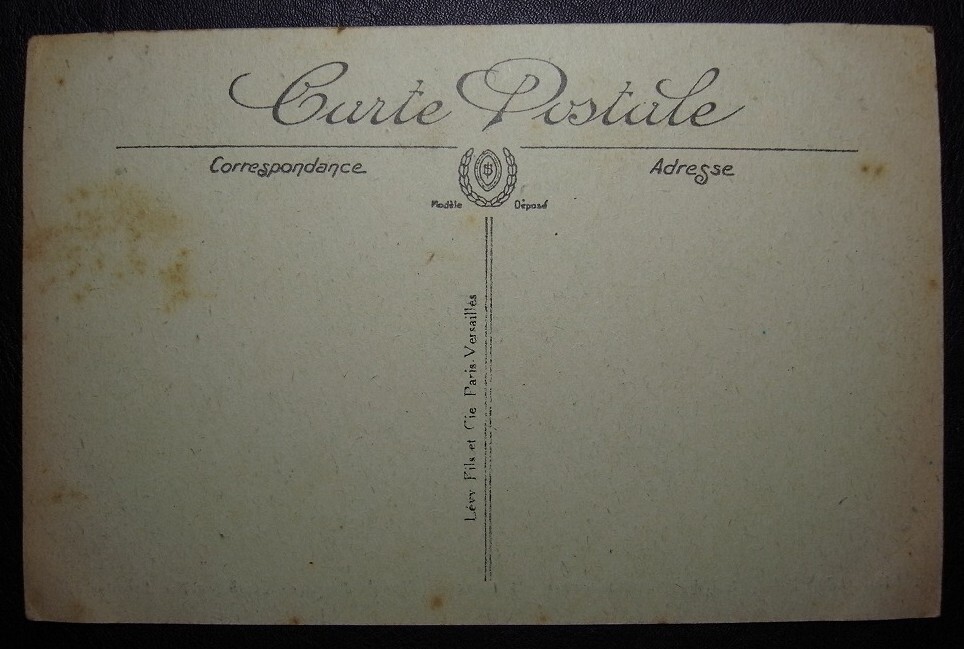 Carte Postale
Correspondance
Adresse
Modèle Déposé
Lévy Fils et Cie Paris-Versailles